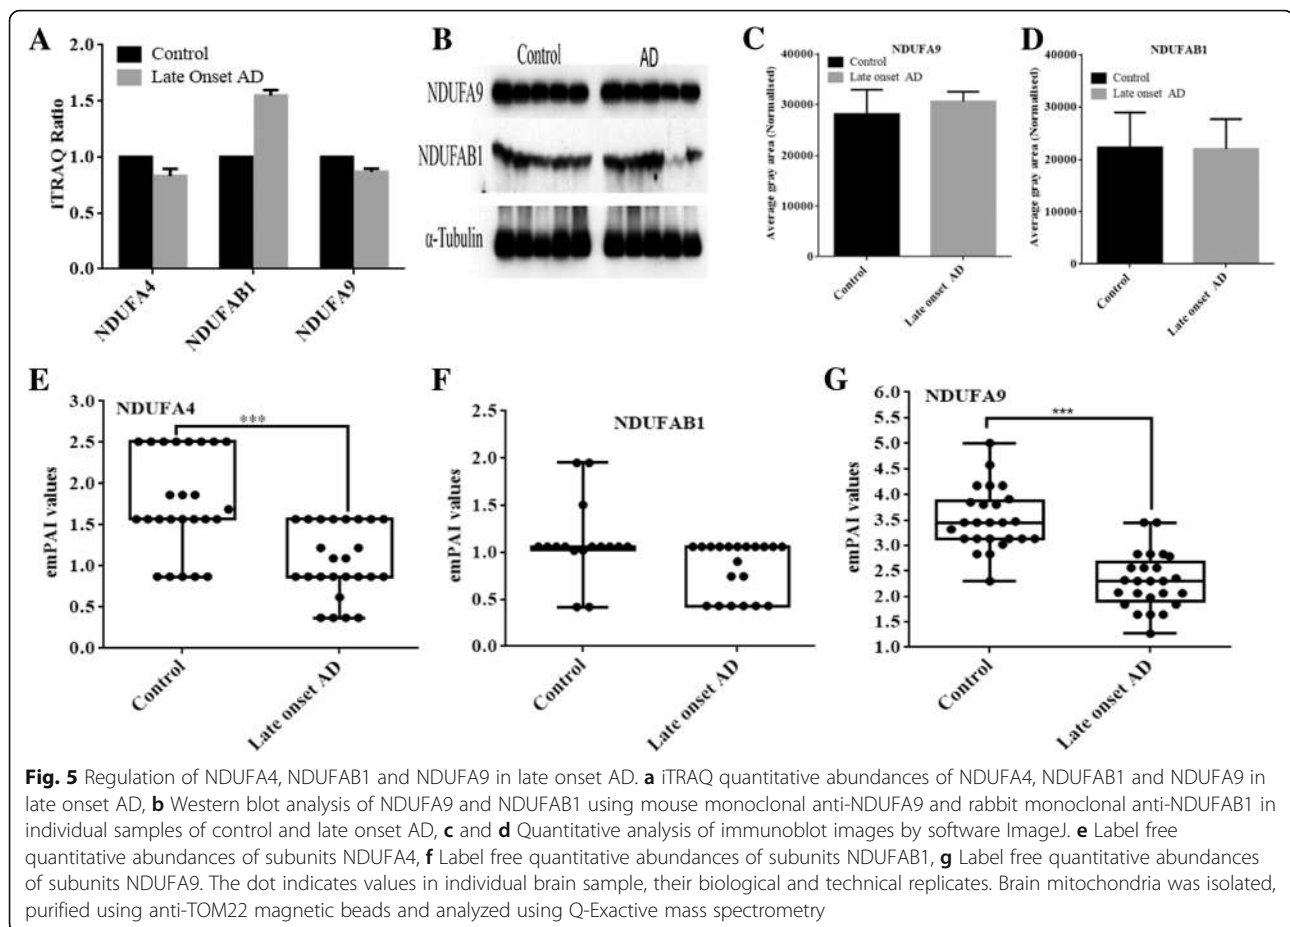 A
2.0
1.5
1.0
0.5
0.0
iTRAQ Ratio
Control
Late Onset AD
NDUFA4
NDUFAB1
NDUFA9
B
Control
AD
NDUFA9
NDUFAB1
α-Tubulin
C
NDUFA9
Control
Late onset AD
40000
30000
20000
10000
0
Average gray area (Normalised)
Control
Late onset AD
D
NDUFAB1
Control
Late onset AD
40000
30000
20000
10000
0
Average gray area (Normalised)
Control
Late onset AD
E
NDUFA4
***
3.0
2.5
2.0
1.5
1.0
0.5
0.0
emPAI values
Control
Late onset AD
F
NDUFAB1
2.5
2.0
1.5
1.0
0.5
0.0
emPAI values
Control
Late onset AD
G
NDUFA9
***
6.0
5.5
5.0
4.5
4.0
3.5
3.0
2.5
2.0
1.5
1.0
emPAI values
Control
Late onset AD
Fig. 5 Regulation of NDUFA4, NDUFAB1 and NDUFA9 in late onset AD. a iTRAQ quantitative abundances of NDUFA4, NDUFAB1 and NDUFA9 in
late onset AD, b Western blot analysis of NDUFA9 and NDUFAB1 using mouse monoclonal anti-NDUFA9 and rabbit monoclonal anti-NDUFAB1 in
individual samples of control and late onset AD, c and d Quantitative analysis of immunoblot images by software ImageJ. e Label free
quantitative abundances of subunits NDUFA4, f Label free quantitative abundances of subunits NDUFAB1, g Label free quantitative abundances
of subunits NDUFA9. The dot indicates values in individual brain sample, their biological and technical replicates. Brain mitochondria was isolated,
purified using anti-TOM22 magnetic beads and analyzed using Q-Exactive mass spectrometry